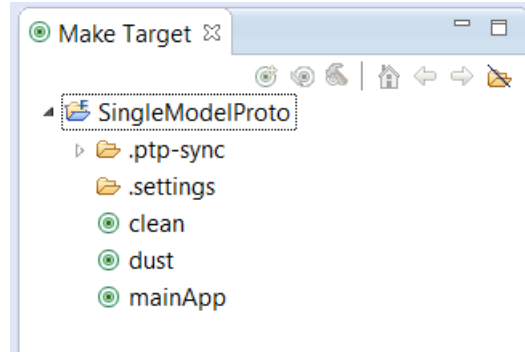 Make Target
SingleModelProto
.ptp-sync
.settings
clean
dust
mainApp